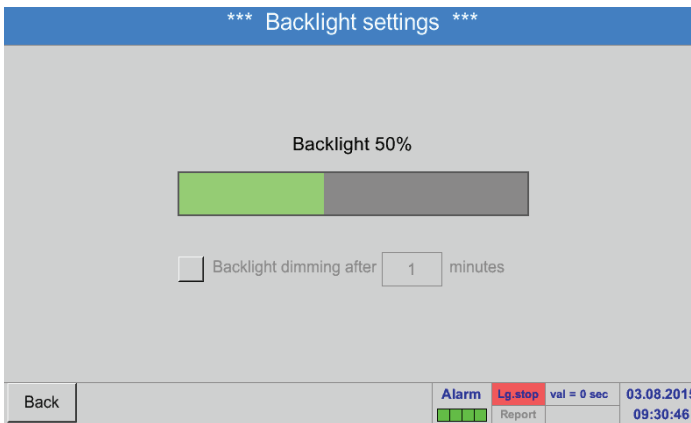 *** Backlight settings ***
Backlight 50%
Backlight dimming after 1 minutes
Back
Alarm Lg.stop val = 0 sec 03.08.2015
Report 09:30:46